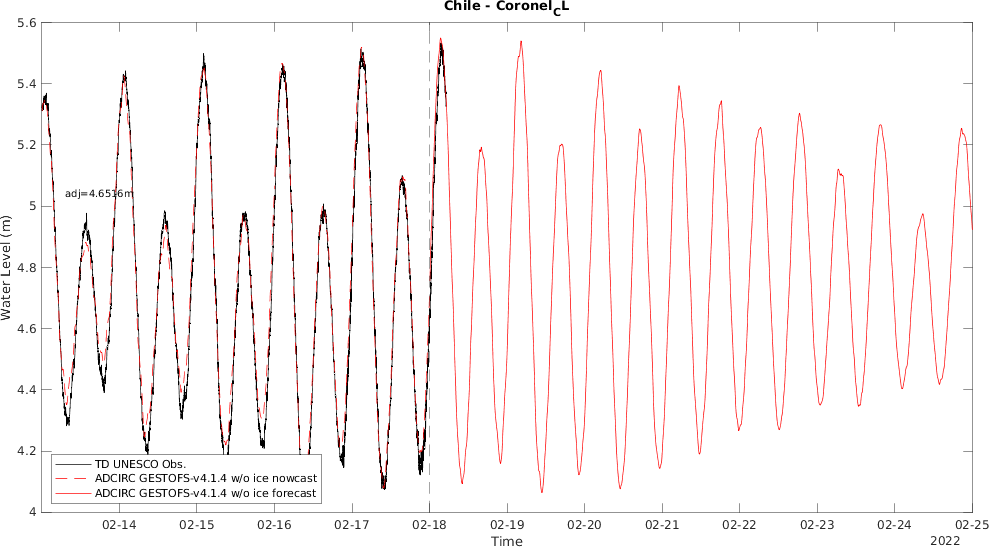 Chile - Coronel_CL
5.6
5.4
5.2
5
4.8
4.6
4.4
4.2
4
Water Level (m)
adj=4.6516m
TD UNESCO Obs.
ADCIRC GESTOFS-v4.1.4 w/o ice nowcast
ADCIRC GESTOFS-v4.1.4 w/o ice forecast
02-14 02-15 02-16 02-17 02-18 02-19 02-20 02-21 02-22 02-23 02-24 02-25
Time
2022